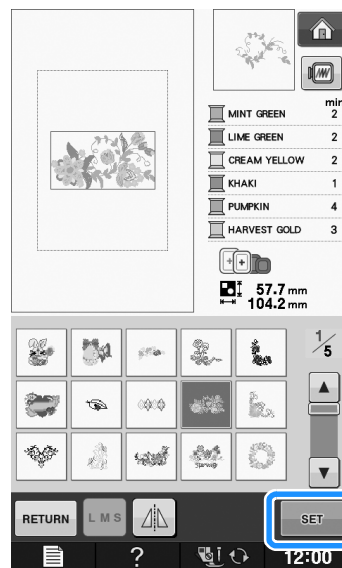 min
MINT GREEN 2
LIME GREEN 2
CREAM YELLOW 2
KHAKI 1
PUMPKIN 4
HARVEST GOLD 3
57.7 mm
104.2 mm
1/5
RETURN
L M S
SET
?
12:00